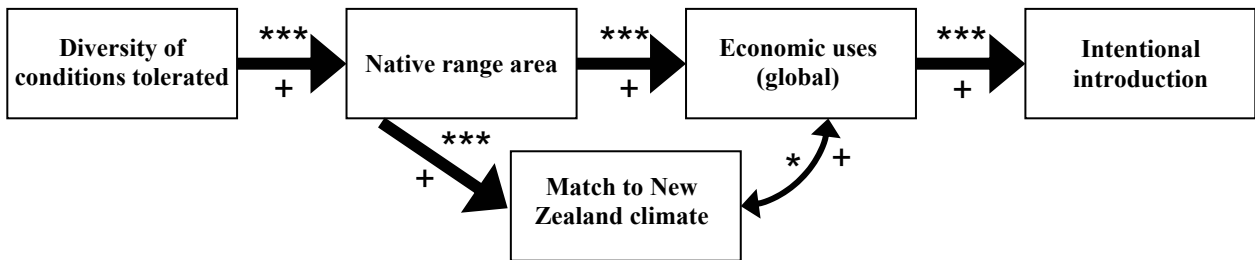 Diversity of
conditions tolerated
***
+
Native range area
***
+
Economic uses
(global)
***
+
Intentional
introduction
***
+
Match to New
Zealand climate
*
+